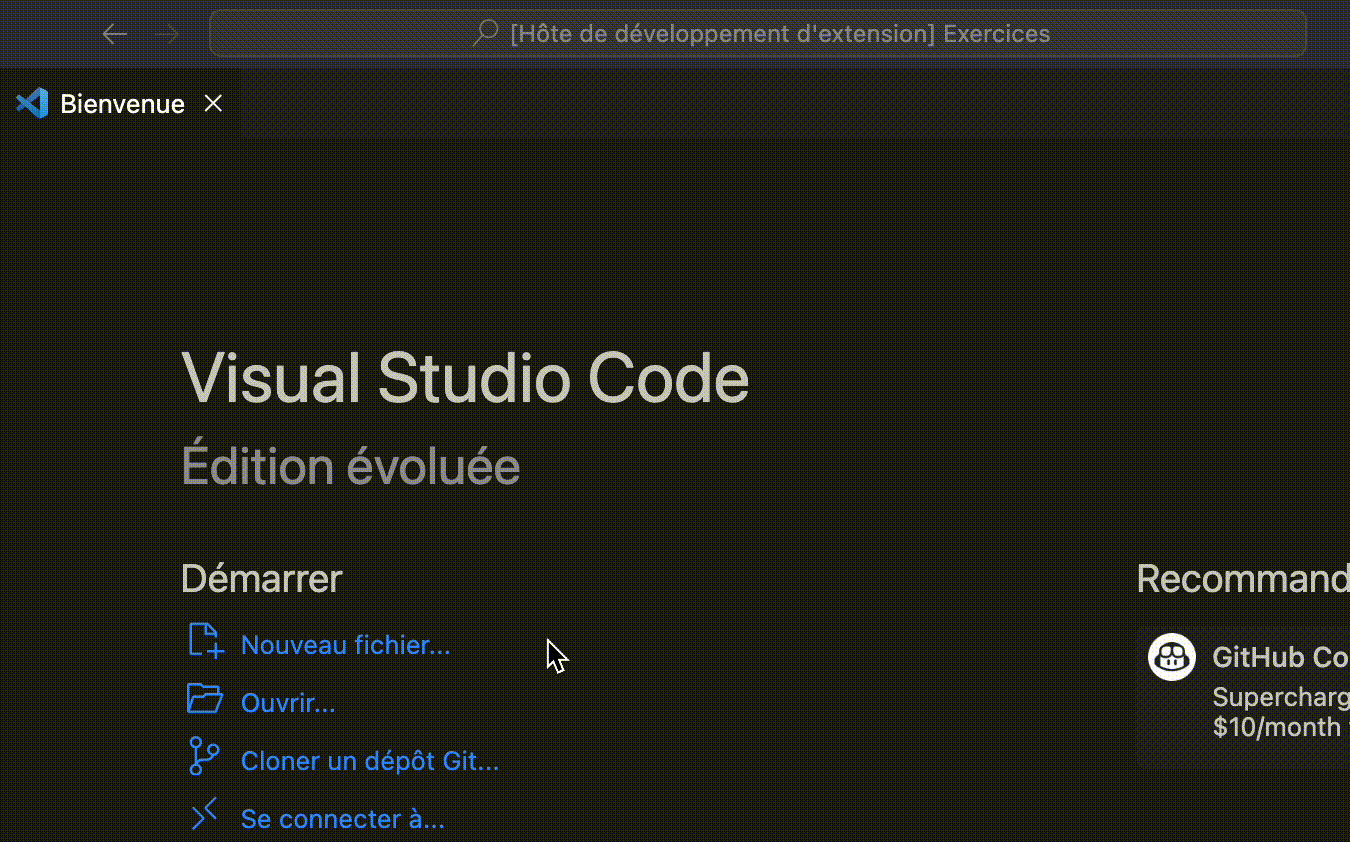 [Hôte de développement d'extension] Exercices
Bienvenue
Visual Studio Code
Édition évoluée
Démarrer
Nouveau fichier...
Ouvrir...
Cloner un dépôt Git...
Se connecter à...
Recommand
GitHub Co
Supercharg
$10/month